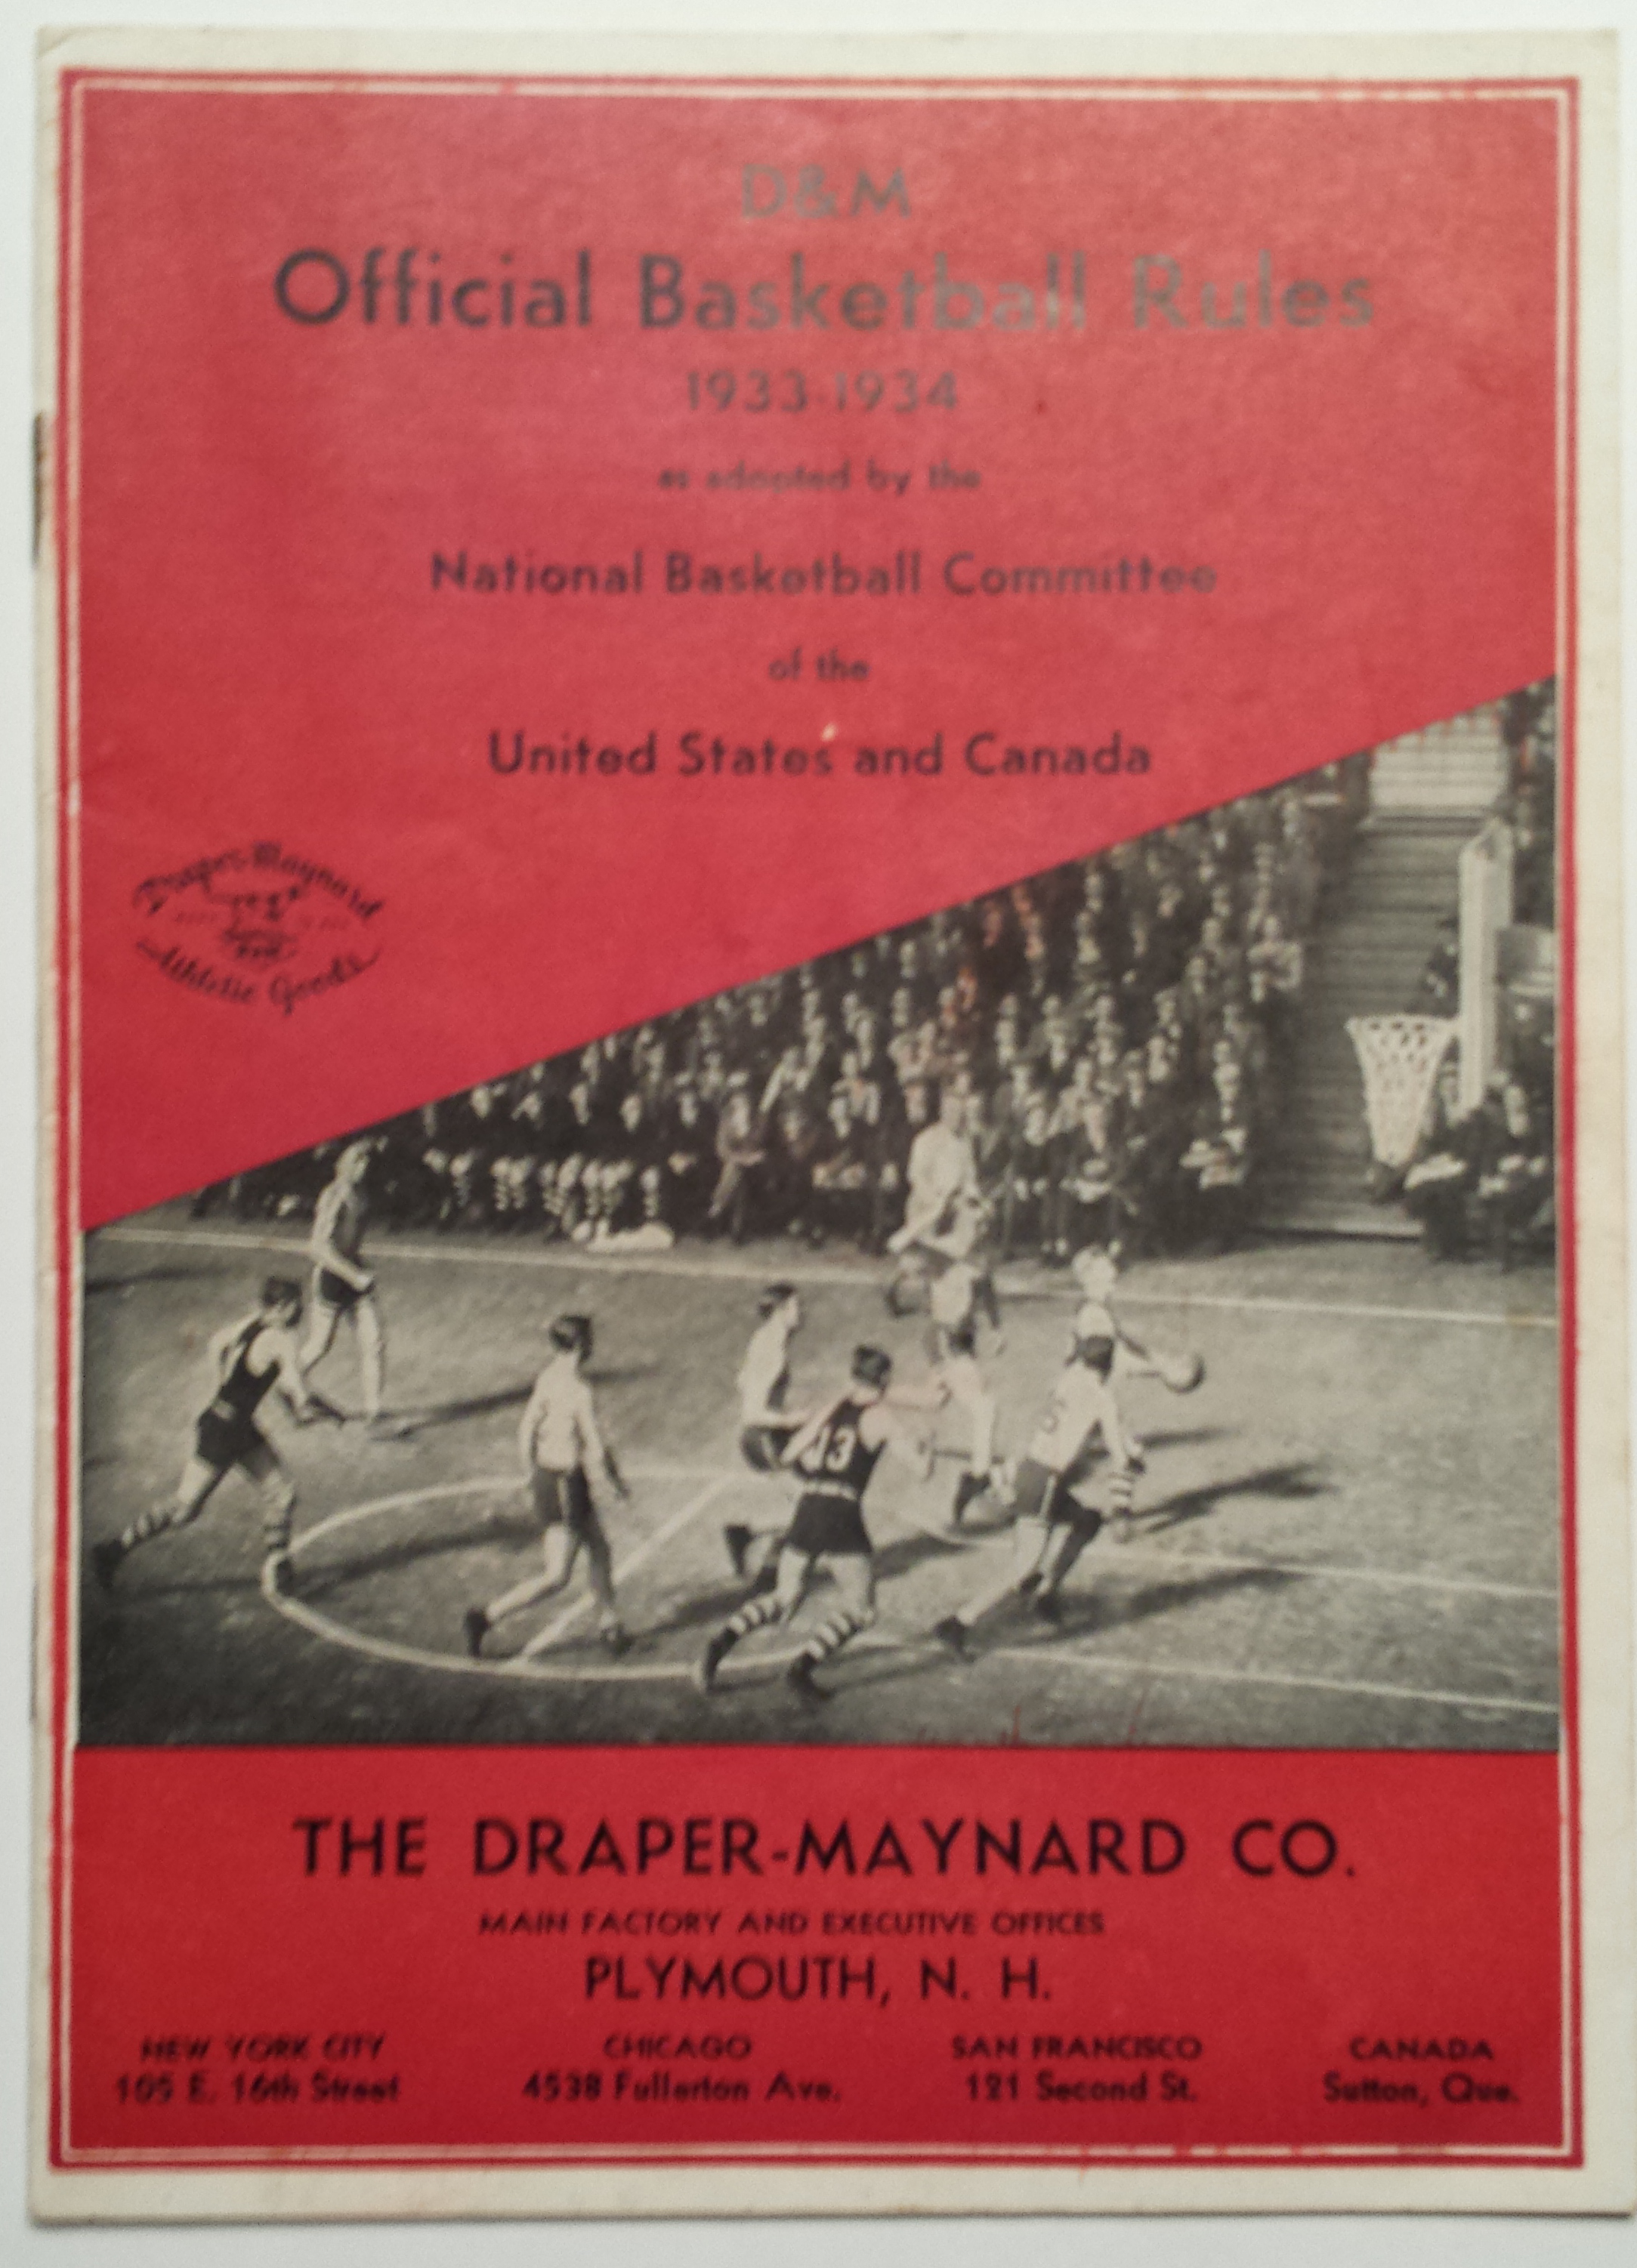 D&M
Official Basketball Rules
1933-1934
as adopted by the
National Basketball Committee
of the
United States and Canada
Draper-Maynard
Athletic Goods
13
THE DRAPER-MAYNARD CO.
MAIN FACTORY AND EXECUTIVE OFFICES
PLYMOUTH, N. H.
NEW YORK CITY
105 E. 16th Street
CHICAGO
4538 Fullerton Ave.
SAN FRANCISCO
121 Second St.
CANADA
Sutton, Que.